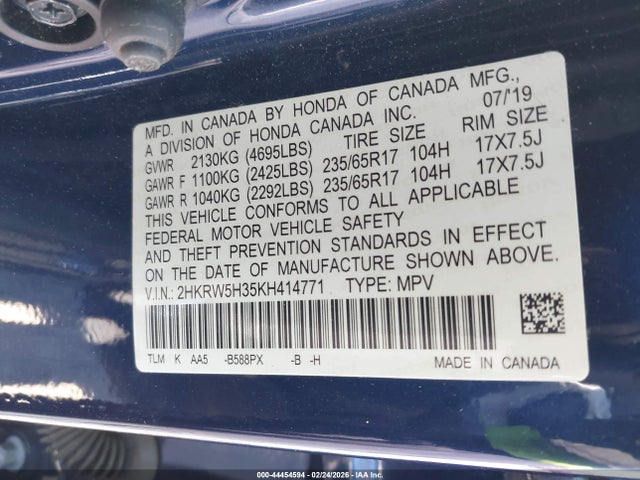 MFD. IN CANADA BY HONDA OF CANADA MFG.,
A DIVISION OF HONDA CANADA INC. 07/'19
GVWR 2130KG (4695LBS) TIRE SIZE RIM SIZE
GAWR F 1100KG (2425LBS) 235/65R17 104H 17X7.5J
GAWR R 1040KG (2292LBS) 235/65R17 104H 17X7.5J
THIS VEHICLE CONFORMS TO ALL APPLICABLE
FEDERAL MOTOR VEHICLE SAFETY
AND THEFT PREVENTION STANDARDS IN EFFECT
ON THE DATE OF MANUFACTURE SHOWN ABOVE.
V.I.N.: 2HKRW5H35KH414771 TYPE: MPV
TLM K AA5 -B588PX -B -H
MADE IN CANADA
000-44454594 | 02/24/2026 | Copyright IAA, Inc.